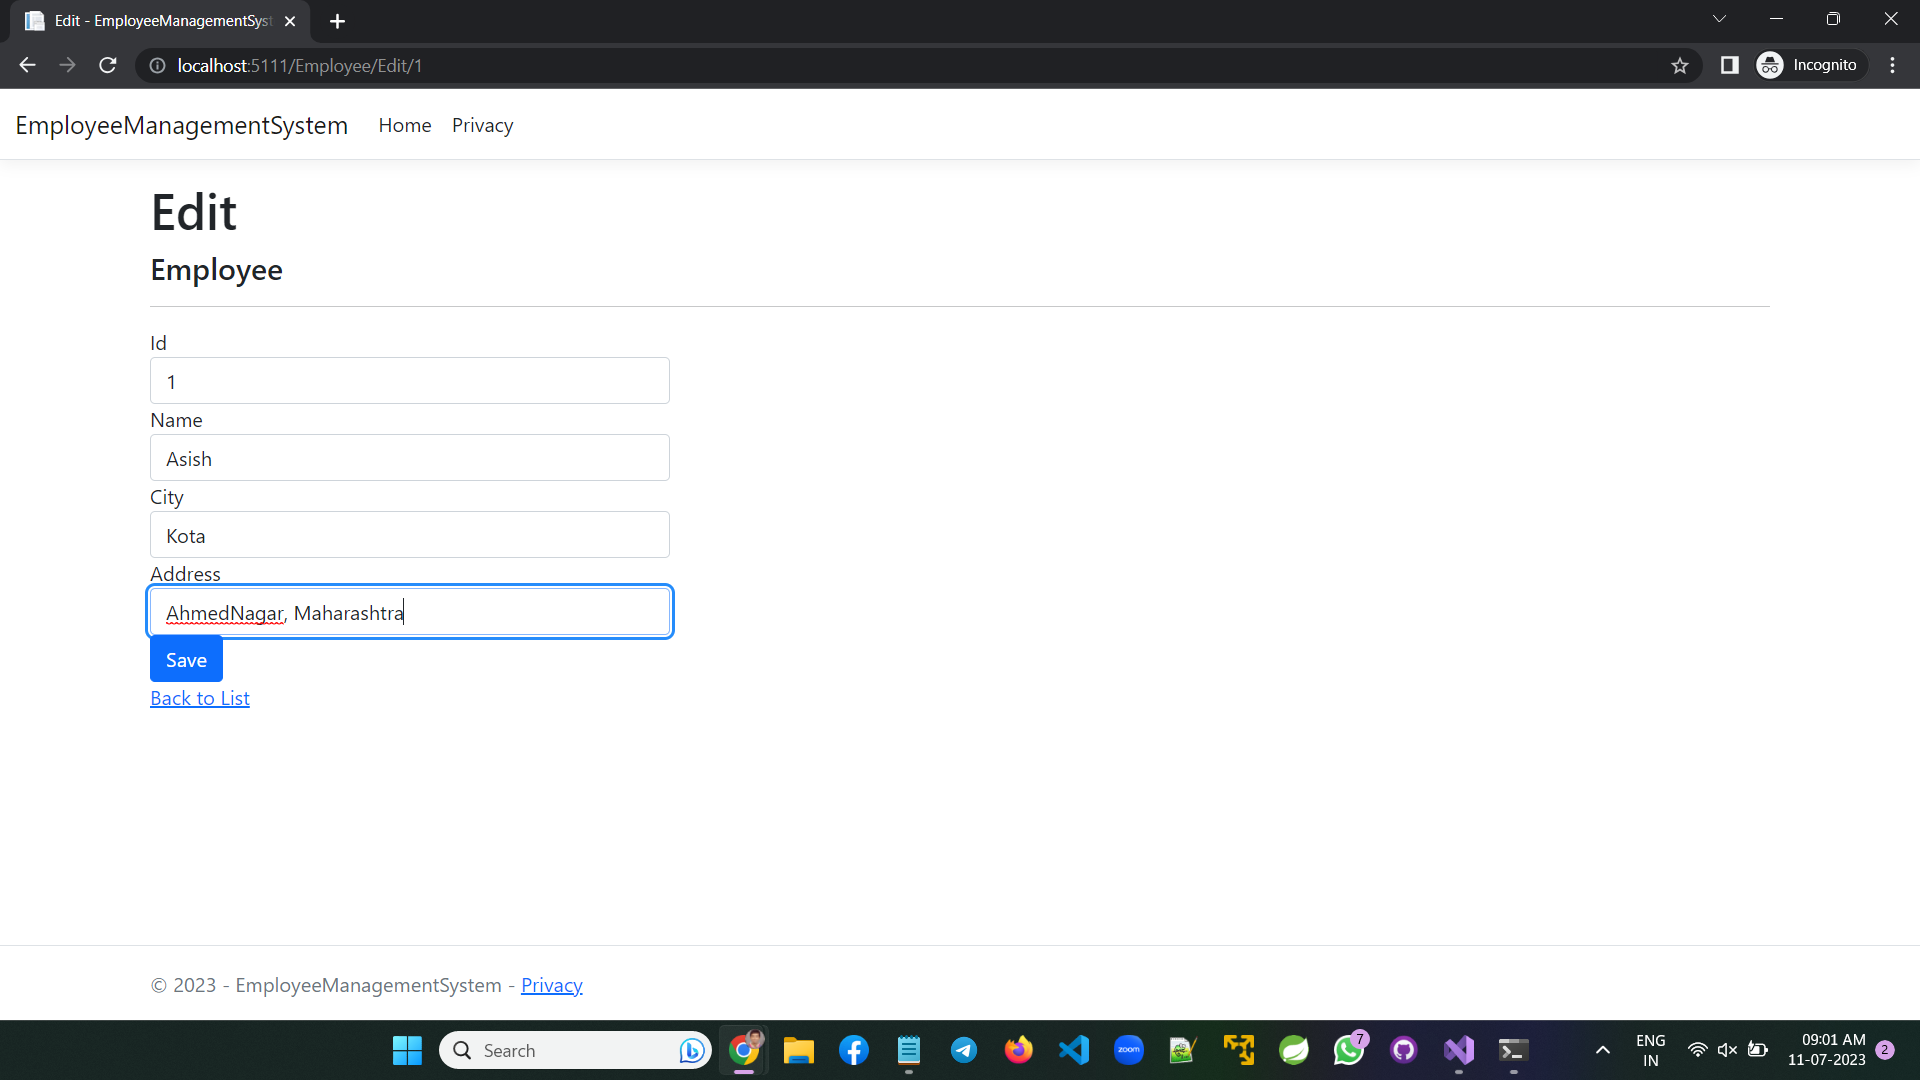 Edit - EmployeeManagementSyst
localhost:5111/Employee/Edit/1
Incognito
EmployeeManagementSystem Home Privacy
Edit
Employee
Id
1
Name
Asish
City
Kota
Address
AhmedNagar, Maharashtra
Save
Back to List
© 2023 - EmployeeManagementSystem - Privacy
Search
zoom
7
ENG
IN
09:01 AM
11-07-2023
2